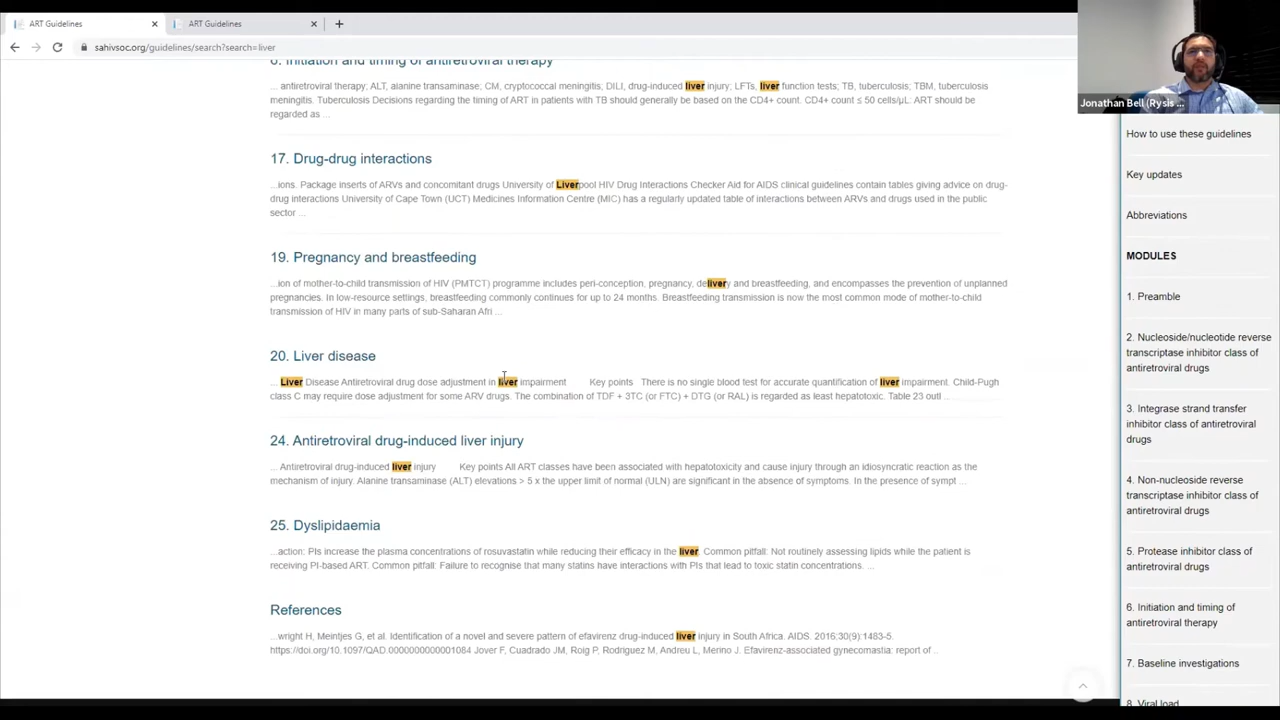 ART Guidelines
ART Guidelines
sahivsoc.org/guidelines/search?search=liver
6. Initiation and timing of antiretroviral therapy
... antiretroviral therapy; ALT, alanine transaminase; CM, cryptococcal meningitis; DILI, drug-induced liver injury; LFTs, liver function tests; TB, tuberculosis; TBM, tuberculosis
meningitis. Tuberculosis Decisions regarding the timing of ART in patients with TB should generally be based on the CD4+ count. CD4+ count ≤ 50 cells/µL: ART should be
regarded as ...
17. Drug-drug interactions
...ions. Package inserts of ARVs and concomitant drugs University of Liverpool HIV Drug Interactions Checker Aid for AIDS clinical guidelines contain tables giving advice on drug-
drug interactions University of Cape Town (UCT) Medicines Information Centre (MIC) has a regularly updated table of interactions between ARVs and drugs used in the public
sector ...
19. Pregnancy and breastfeeding
...ion of mother-to-child transmission of HIV (PMTCT) programme includes peri-conception, pregnancy, delivery and breastfeeding, and encompasses the prevention of unplanned
pregnancies. In low-resource settings, breastfeeding commonly continues for up to 24 months. Breastfeeding transmission is now the most common mode of mother-to-child
transmission of HIV in many parts of sub-Saharan Afri ...
20. Liver disease
... Liver Disease Antiretroviral drug dose adjustment in liver impairment Key points There is no single blood test for accurate quantification of liver impairment. Child-Pugh
class C may require dose adjustment for some ARV drugs. The combination of TDF + 3TC (or FTC) + DTG (or RAL) is regarded as least hepatotoxic. Table 23 outl ...
24. Antiretroviral drug-induced liver injury
... Antiretroviral drug-induced liver injury Key points All ART classes have been associated with hepatotoxicity and cause injury through an idiosyncratic reaction as the
mechanism of injury. Alanine transaminase (ALT) elevations > 5 x the upper limit of normal (ULN) are significant in the absence of symptoms. In the presence of sympt ...
25. Dyslipidaemia
...action: PIs increase the plasma concentrations of rosuvastatin while reducing their efficacy in the liver. Common pitfall: Not routinely assessing lipids while the patient is
receiving PI-based ART. Common pitfall: Failure to recognise that many statins have interactions with PIs that lead to toxic statin concentrations. ...
References
...wright H, Meintjes G, et al. Identification of a novel and severe pattern of efavirenz drug-induced liver injury in South Africa. AIDS. 2016:30(9):1483-5.
https://doi.org/10.1097/QAD.0000000000001084 Jover F, Cuadrado JM, Roig P, Rodriguez M, Andreu L, Merino J. Efavirenz-associated gynecomastia: report of ..
Jonathan Bell (Rysis ...
How to use these guidelines
Key updates
Abbreviations
MODULES
1. Preamble
2. Nucleoside/nucleotide reverse
transcriptase inhibitor class of
antiretroviral drugs
3. Integrase strand transfer
inhibitor class of antiretroviral
drugs
4. Non-nucleoside reverse
transcriptase inhibitor class of
antiretroviral drugs
5. Protease inhibitor class of
antiretroviral drugs
6. Initiation and timing of
antiretroviral therapy
7. Baseline investigations
8. Viral load